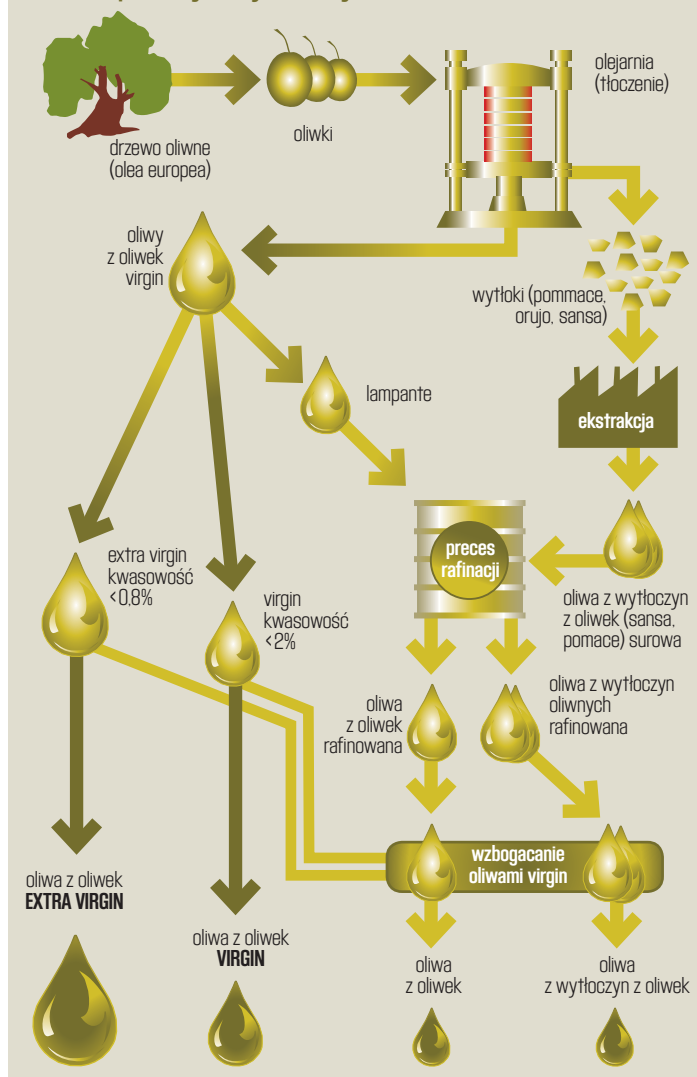 drzewo oliwne
(olea europea)
oliwki
olejarnia
(tłoczenie)
oliwy
z oliwek
virgin
wytłoki (pommace,
orujo, sansa)
lampante
ekstrakcja
extra virgin
kwasowość
<0,8%
virgin
kwasowość
<2%
preces
rafinacji
oliwa z wytłoczyn
z oliwek (sansa,
pomace) surowa
oliwa
z oliwek
rafinowana
oliwa z wytłoczyn
oliwnych
rafinowana
wzbogacanie
oliwami virgin
oliwa z oliwek
EXTRA VIRGIN
oliwa z oliwek
VIRGIN
oliwa
z oliwek
oliwa
z wytłoczyn z oliwek